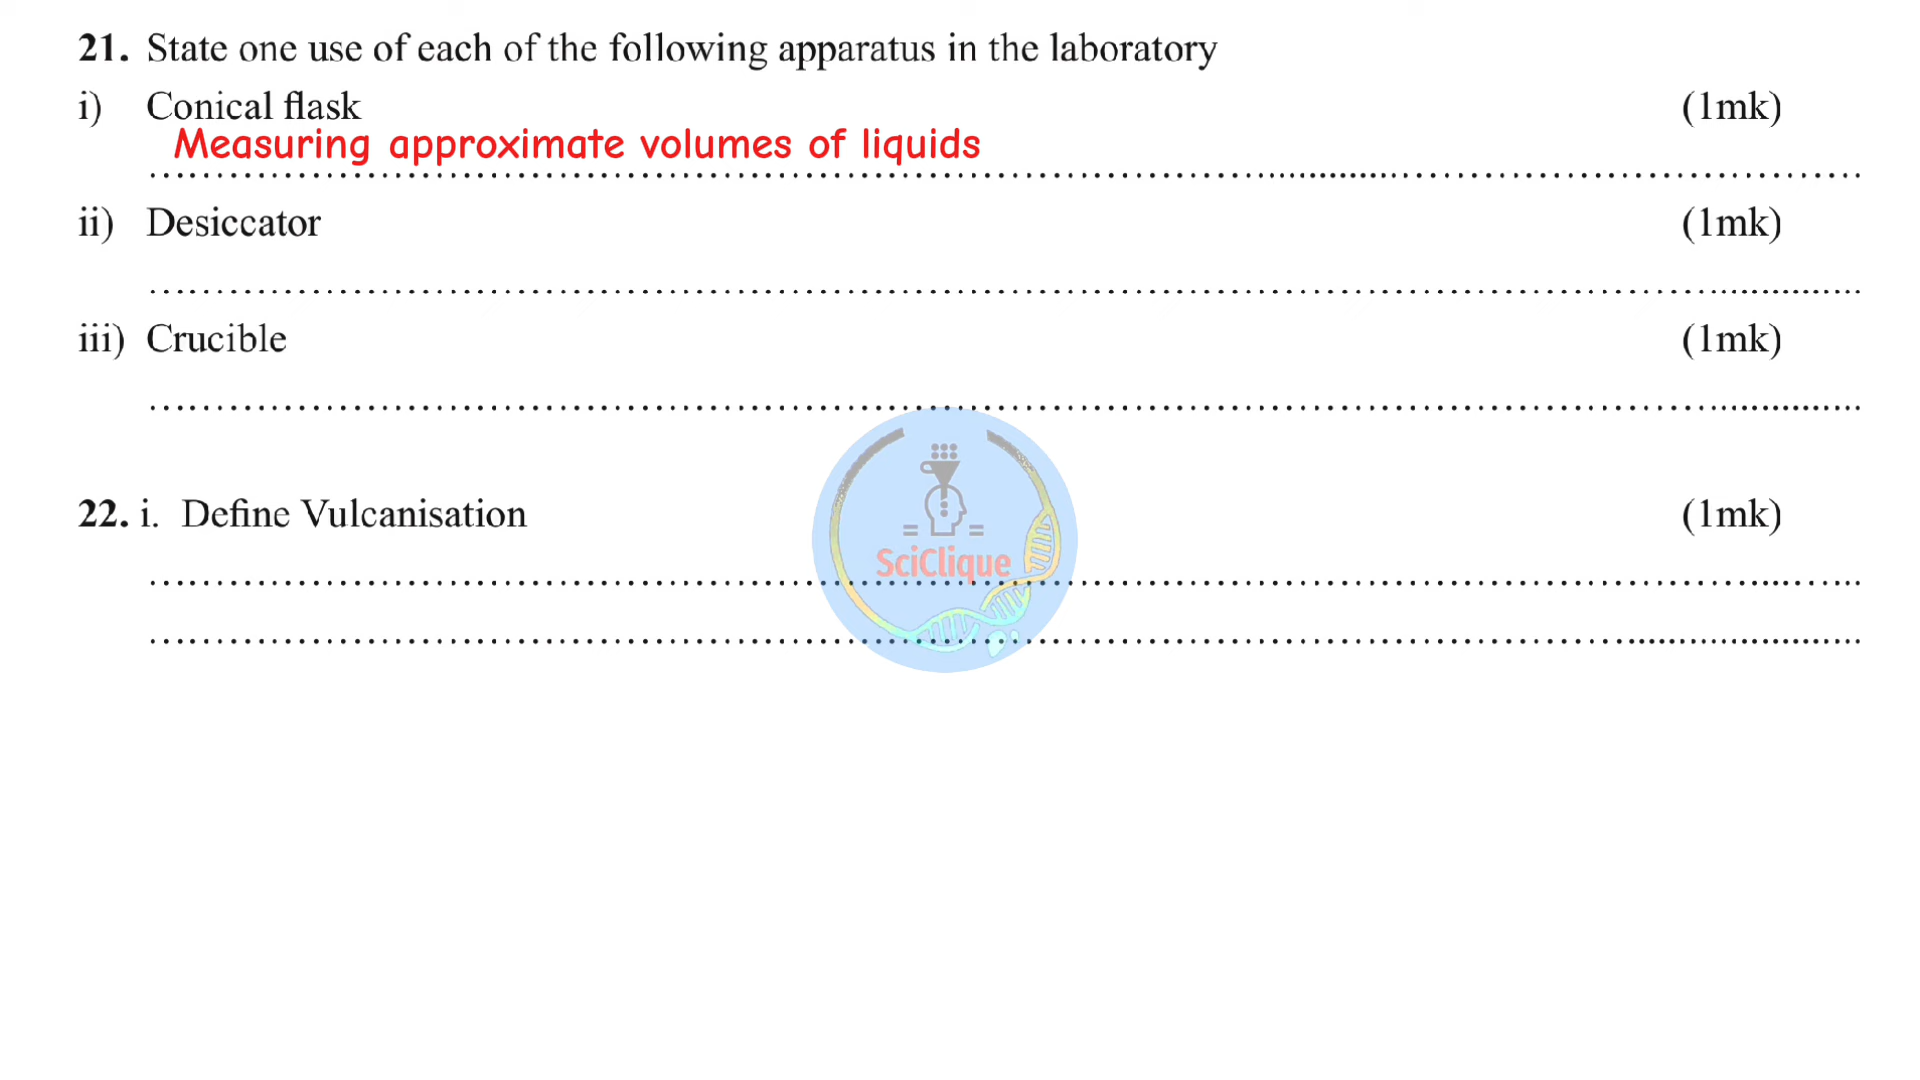 21. State one use of each of the following apparatus in the laboratory
i) Conical flask (1mk)
Measuring approximate volumes of liquids
ii) Desiccator (1mk)
iii) Crucible (1mk)
22. i. Define Vulcanisation (1mk)
SciClique